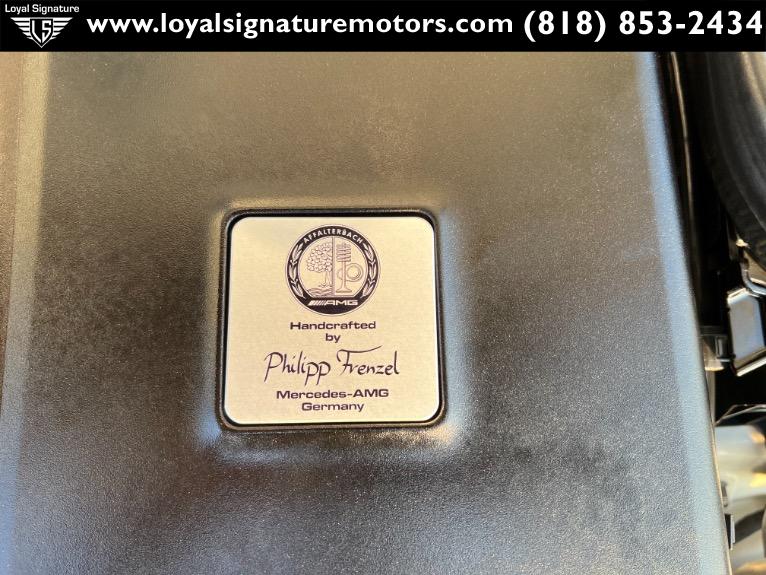 Loyal Signature
LS
www.loyalsignaturemotors.com (818) 853-2434
AFFALTERBACH
AMG
Handcrafted
by
Philipp Frenzel
Mercedes-AMG
Germany